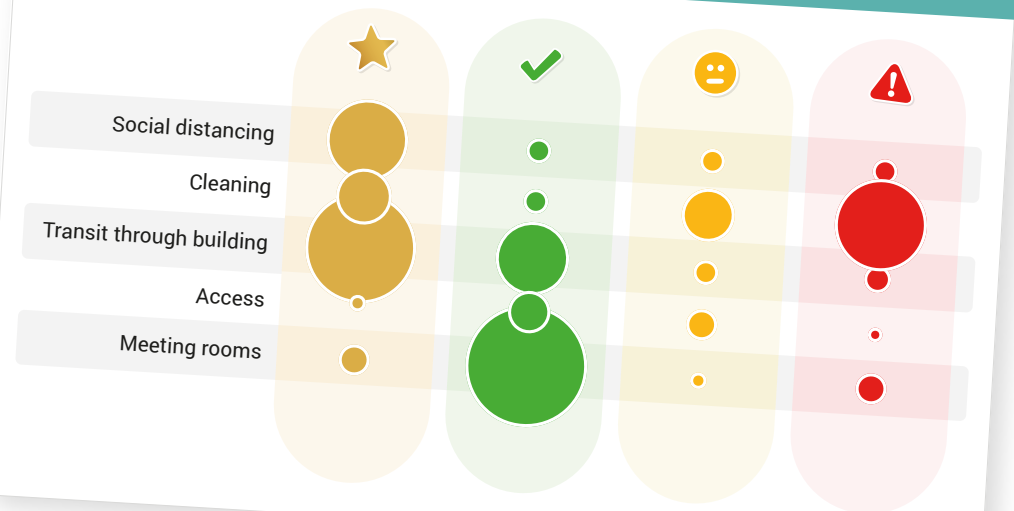 Social distancing
Cleaning
Transit through building
Access
Meeting rooms